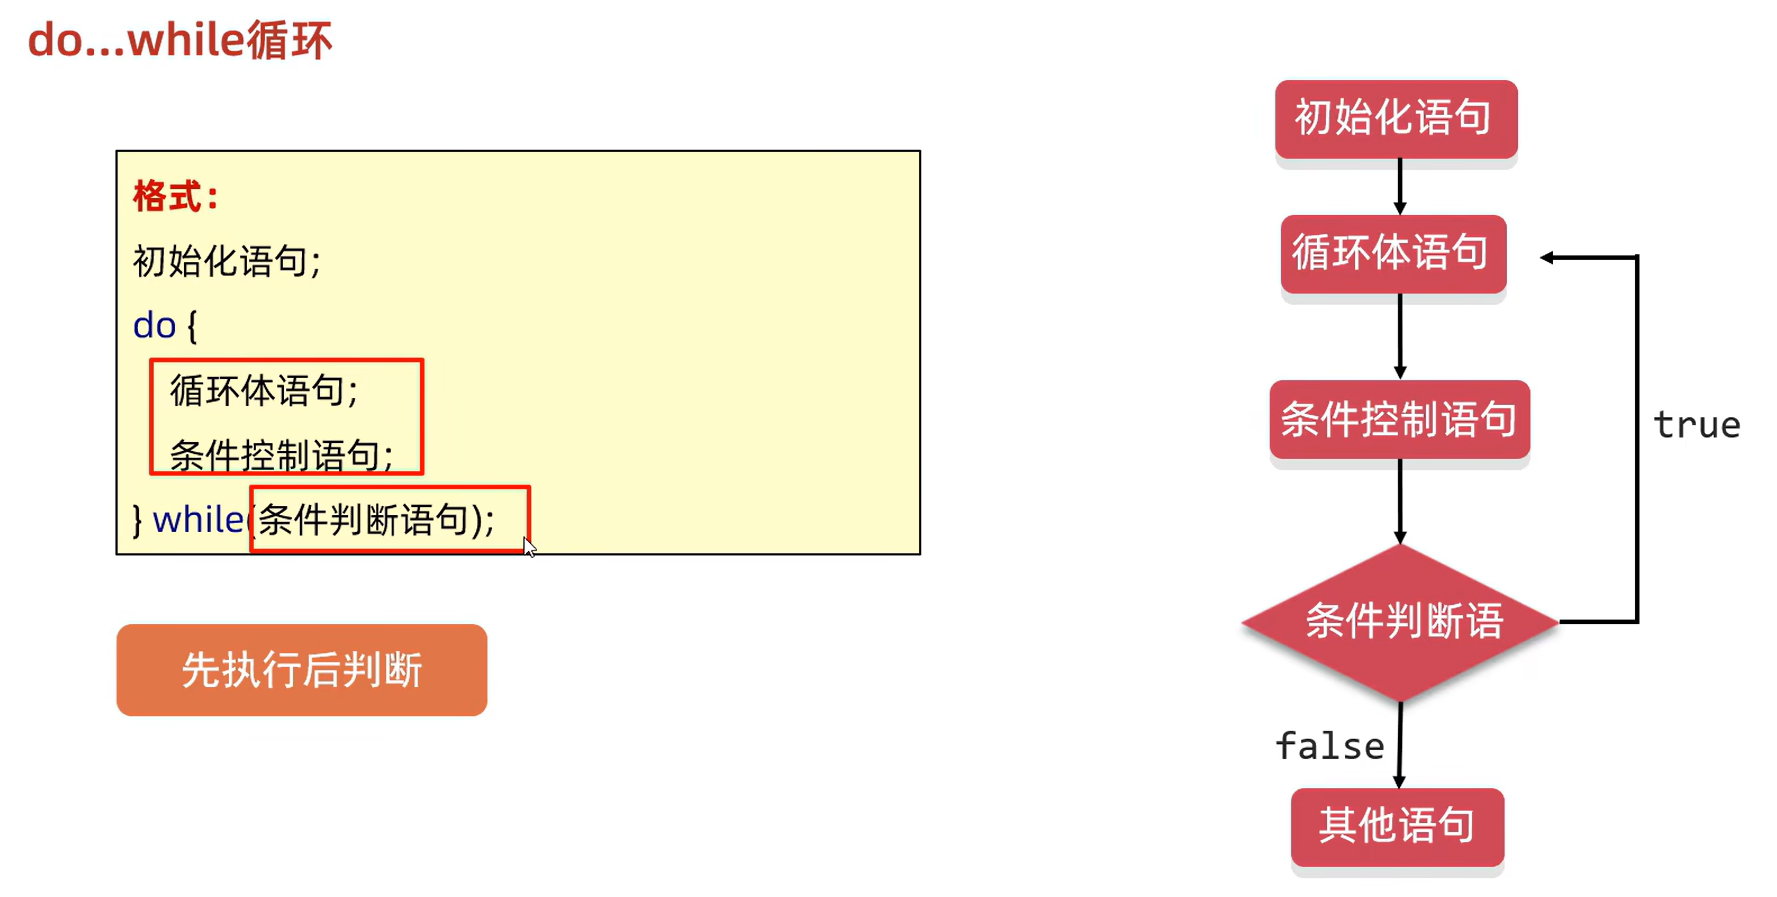 do...while循环
格式：
初始化语句;
do {
循环体语句;
条件控制语句;
} while(条件判断语句);
先执行后判断
初始化语句
循环体语句
条件控制语句
true
条件判断语
false
其他语句